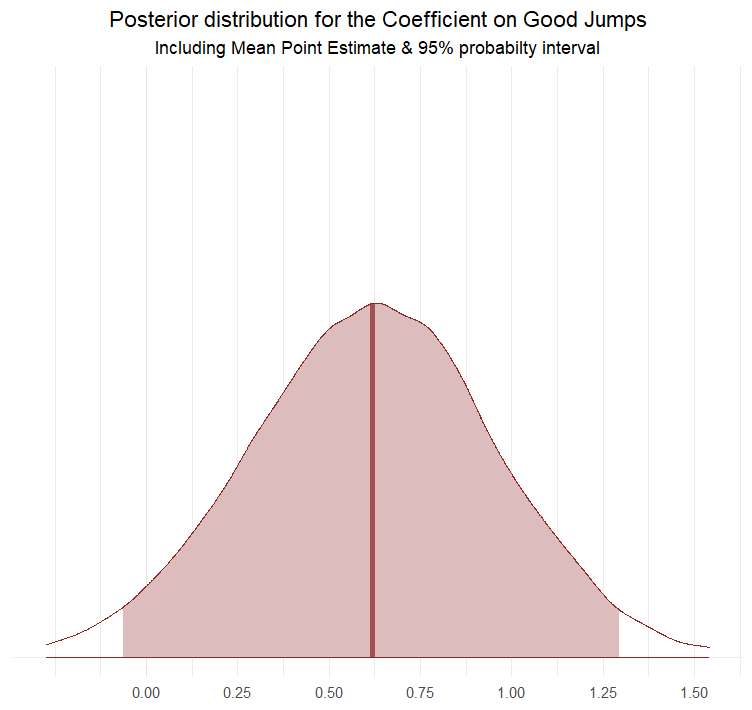 Posterior distribution for the Coefficient on Good Jumps
Including Mean Point Estimate & 95% probabilty interval
0.00 0.25 0.50 0.75 1.00 1.25 1.50